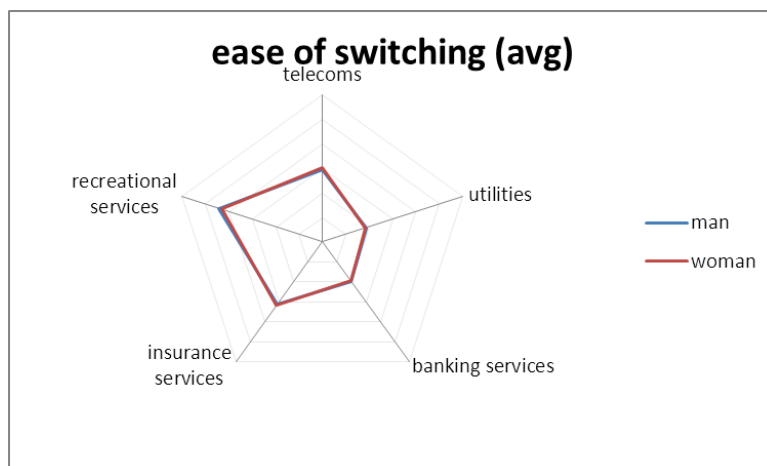 ease of switching (avg)
telecoms
recreational
services
utilities
man
woman
insurance
services
banking services